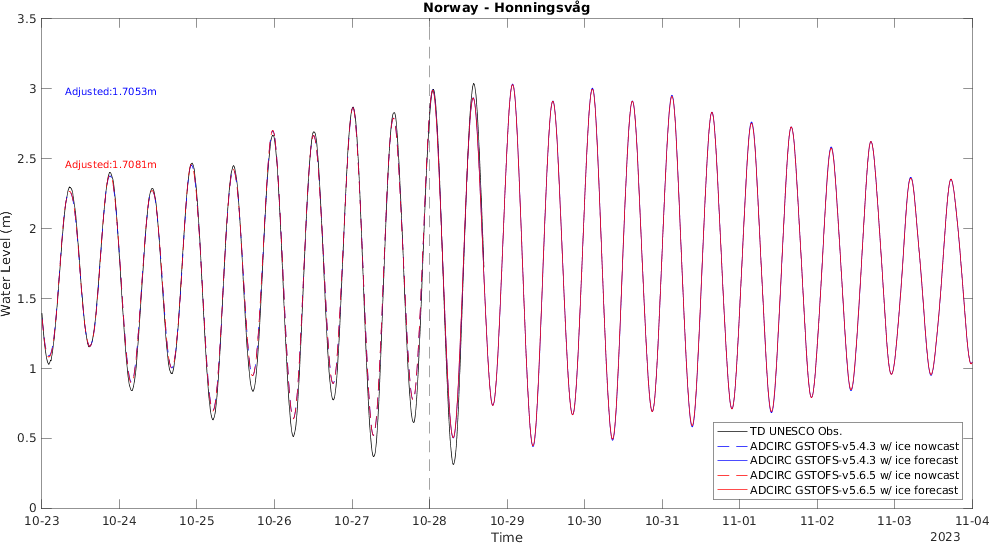 Norway - Honningsvåg
3.5
3
2.5
2
1.5
1
0.5
0
Water Level (m)
Adjusted:1.7053m
Adjusted:1.7081m
TD UNESCO Obs.
ADCIRC GSTOFS-v5.4.3 w/ ice nowcast
ADCIRC GSTOFS-v5.4.3 w/ ice forecast
ADCIRC GSTOFS-v5.6.5 w/ ice nowcast
ADCIRC GSTOFS-v5.6.5 w/ ice forecast
10-23 10-24 10-25 10-26 10-27 10-28 10-29 10-30 10-31 11-01 11-02 11-03 11-04
Time
2023